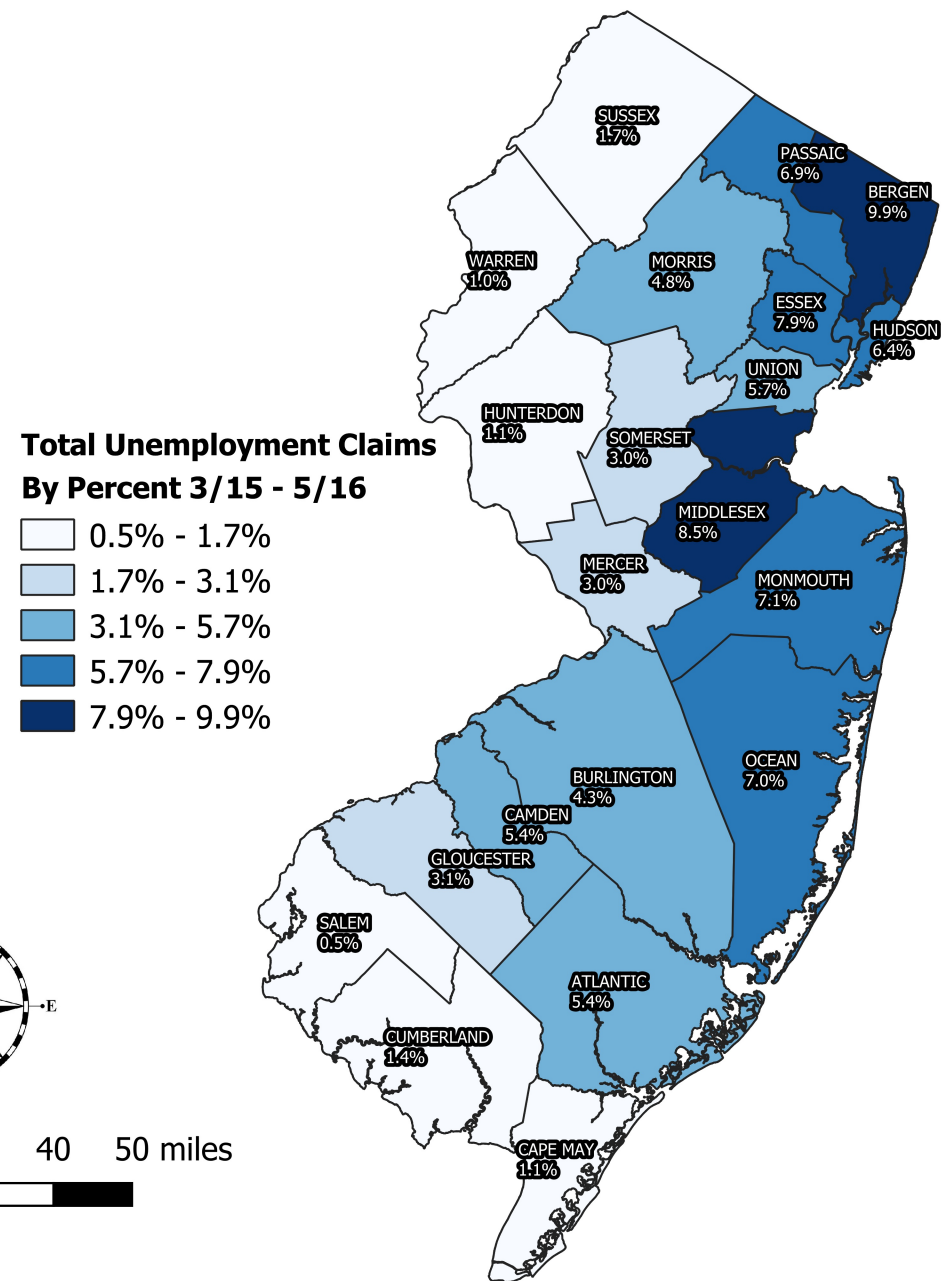 SUSSEX
1.7%
PASSAIC
6.9%
BERGEN
9.9%
WARREN
1.0%
MORRIS
4.8%
ESSEX
7.9%
HUDSON
6.4%
UNION
5.7%
HUNTERDON
1.1%
SOMERSET
3.0%
Total Unemployment Claims
By Percent 3/15 - 5/16
0.5% - 1.7%
1.7% - 3.1%
3.1% - 5.7%
5.7% - 7.9%
7.9% - 9.9%
MIDDLESEX
8.5%
MERCER
3.0%
MONMOUTH
7.1%
OCEAN
7.0%
BURLINGTON
4.3%
CAMDEN
5.4%
GLOUCESTER
3.1%
SALEM
0.5%
ATLANTIC
5.4%
E
CUMBERLAND
1.4%
CAPE MAY
1.1%
40 50 miles